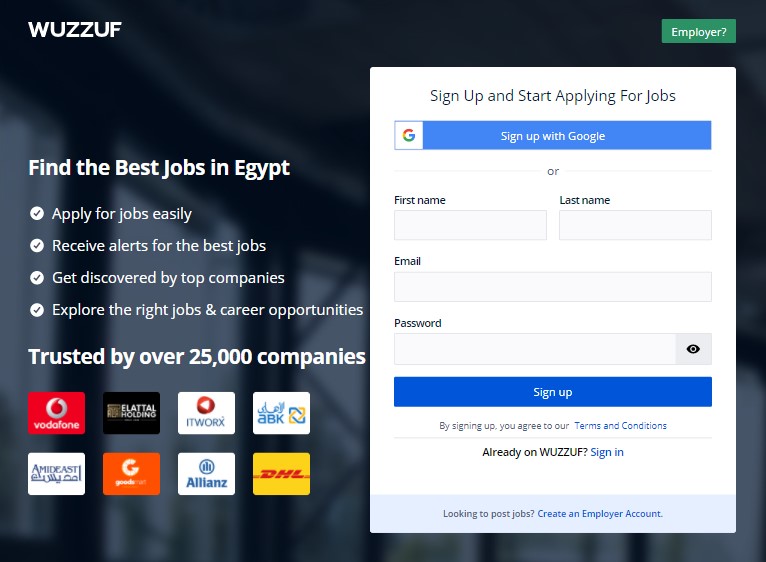 WUZZUF
Employer?
Find the Best Jobs in Egypt
Apply for jobs easily
Receive alerts for the best jobs
Get discovered by top companies
Explore the right jobs & career opportunities
Trusted by over 25,000 companies
vodafone
ELATTAL
HOLDING
ITWORX
الأهلي
ABK
AMIDEAST
امديست
goodsmart
Allianz
DHL
Sign Up and Start Applying For Jobs
Sign up with Google
or
First name
Last name
Email
Password
Sign up
By signing up, you agree to our Terms and Conditions
Already on WUZZUF? Sign in
Looking to post jobs? Create an Employer Account.